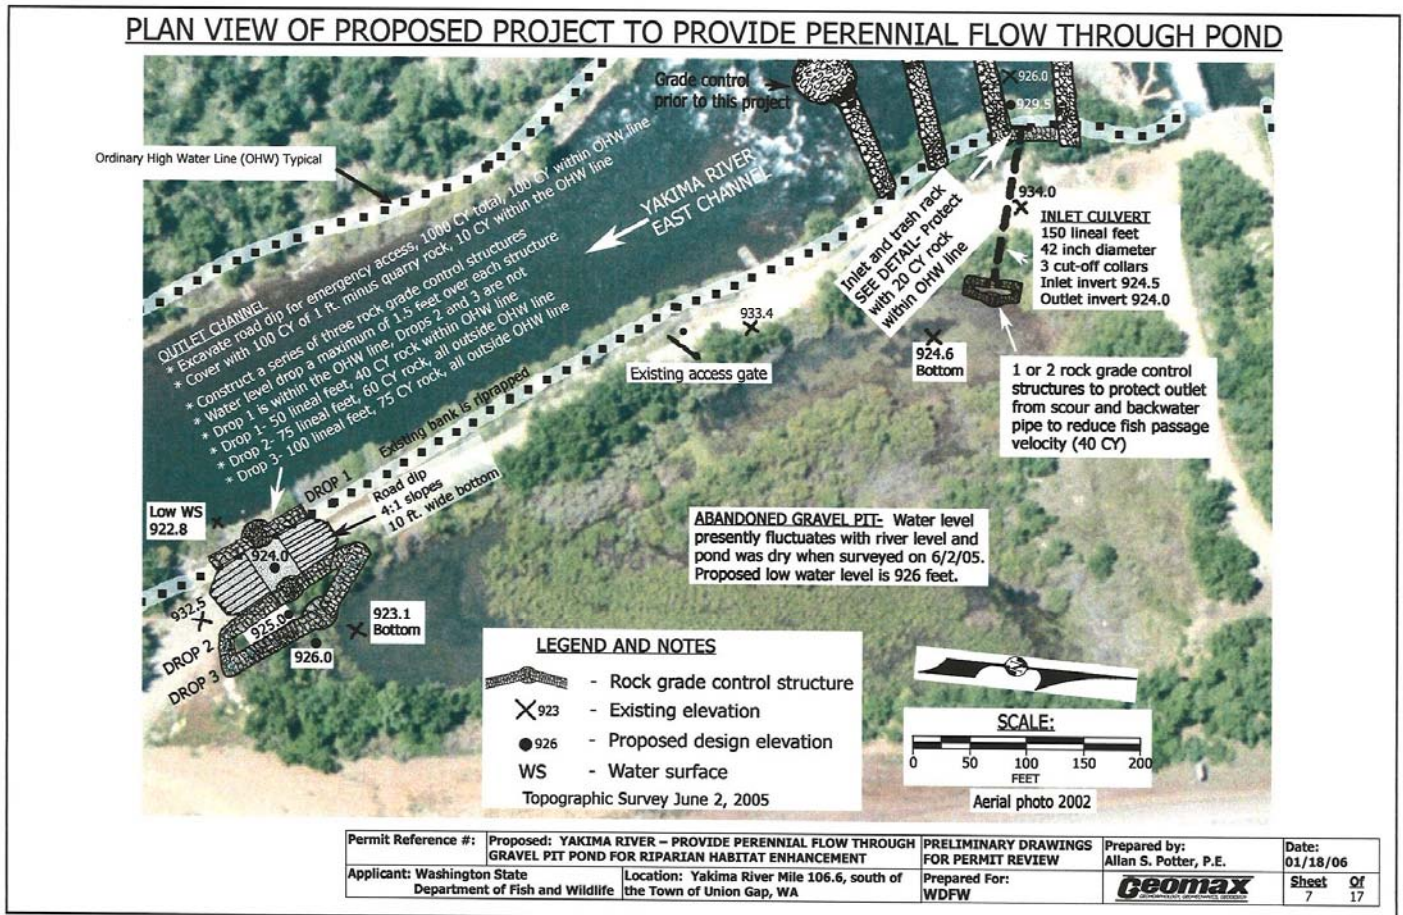 PLAN VIEW OF PROPOSED PROJECT TO PROVIDE PERENNIAL FLOW THROUGH POND
Grade control
prior to this project
926.0
929.5
Ordinary High Water Line (OHW) Typical
YAKIMA RIVER
EAST CHANNEL
934.0
INLET CULVERT
150 lineal feet
42 inch diameter
3 cut-off collars
Inlet invert 924.5
Outlet invert 924.0
Inlet and trash rack
SEE DETAIL- Protect
with 20 CY rock
within OHW line
OUTLET CHANNEL
* Excavate road dip for emergency access, 1000 CY total, 100 CY within OHW line
* Cover with 100 CY of 1 ft. minus quarry rock, 10 CY within the OHW line
* Construct a series of three rock grade control structures
* Water level drop a maximum of 1.5 feet over each structure
* Drop 1 is within the OHW line, Drops 2 and 3 are not
* Drop 1- 50 lineal feet, 40 CY rock within OHW line
* Drop 2- 75 lineal feet, 60 CY rock, all outside OHW line
* Drop 3- 100 lineal feet, 75 CY rock, all outside OHW line
933.4
924.6
Bottom
Existing access gate
1 or 2 rock grade control
structures to protect outlet
from scour and backwater
pipe to reduce fish passage
velocity (40 CY)
Existing bank is riprapped
DROP 1
Road dip
4:1 slopes
10 ft. wide bottom
Low WS
922.8
924.0
ABANDONED GRAVEL PIT- Water level
presently fluctuates with river level and
pond was dry when surveyed on 6/2/05.
Proposed low water level is 926 feet.
932.5
925.0
923.1
Bottom
926.0
DROP 2
DROP 3
LEGEND AND NOTES
- Rock grade control structure
923 - Existing elevation
926 - Proposed design elevation
WS - Water surface
Topographic Survey June 2, 2005
SCALE:
0 50 100 150 200
FEET
Aerial photo 2002
Permit Reference #:
Proposed: YAKIMA RIVER – PROVIDE PERENNIAL FLOW THROUGH
GRAVEL PIT POND FOR RIPARIAN HABITAT ENHANCEMENT
PRELIMINARY DRAWINGS
FOR PERMIT REVIEW
Prepared by:
Allan S. Potter, P.E.
Date:
01/18/06
Applicant: Washington State
Department of Fish and Wildlife
Location: Yakima River Mile 106.6, south of
the Town of Union Gap, WA
Prepared For:
WDFW
Geomax
Sheet Of
7 17